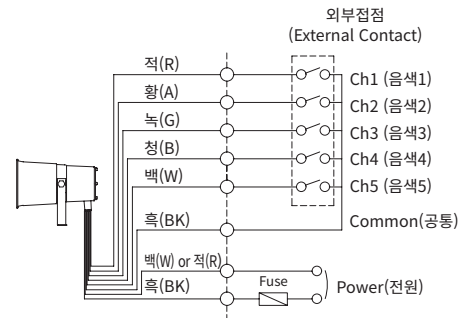 외부접점
(External Contact)
적(R)
Ch1 (음색1)
황(A)
Ch2 (음색2)
녹(G)
Ch3 (음색3)
청(B)
Ch4 (음색4)
백(W)
Ch5 (음색5)
흑(BK)
Common(공통)
백(W) or 적(R)
흑(BK)
Fuse
Power(전원)